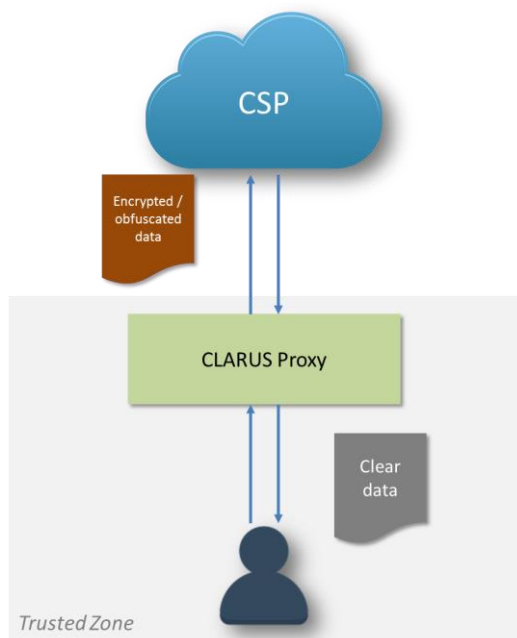 CSP
Encrypted /
obfuscated
data
CLARUS Proxy
Clear
data
Trusted Zone